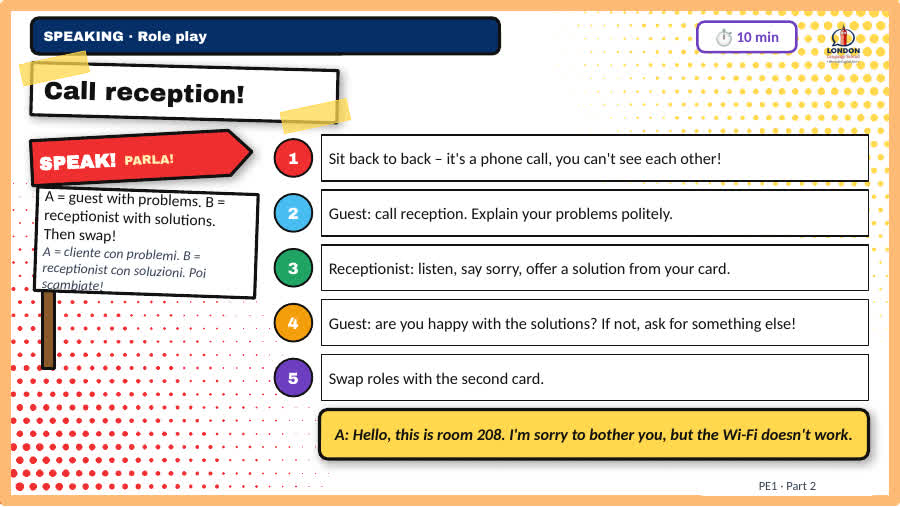 SPEAKING · Role play
⏱ 10 min
LONDON
Call reception!
SPEAK! PARLA!
A = guest with problems. B =
receptionist with solutions.
Then swap!
A = cliente con problemi. B =
receptionist con soluzioni. Poi
scambiate!
1 Sit back to back – it's a phone call, you can't see each other!
2 Guest: call reception. Explain your problems politely.
3 Receptionist: listen, say sorry, offer a solution from your card.
4 Guest: are you happy with the solutions? If not, ask for something else!
5 Swap roles with the second card.
A: Hello, this is room 208. I'm sorry to bother you, but the Wi-Fi doesn't work.
PE1 · Part 2